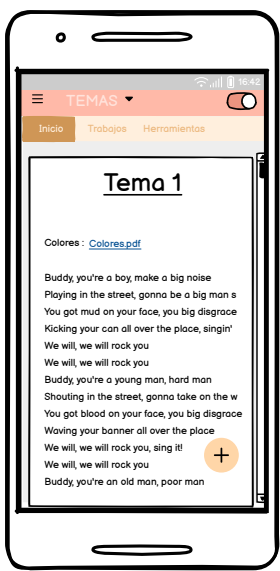 16:42
TEMAS
Inicio Trabajos Herramientas
Tema 1
Colores : Colores.pdf
Buddy, you're a boy, make a big noise
Playing in the street, gonna be a big man s
You got mud on your face, you big disgrace
Kicking your can all over the place, singin'
We will, we will rock you
We will, we will rock you
Buddy, you're a young man, hard man
Shouting in the street, gonna take on the w
You got blood on your face, you big disgrace
Waving your banner all over the place
We will, we will rock you, sing it!
We will, we will rock you
Buddy, you're an old man, poor man